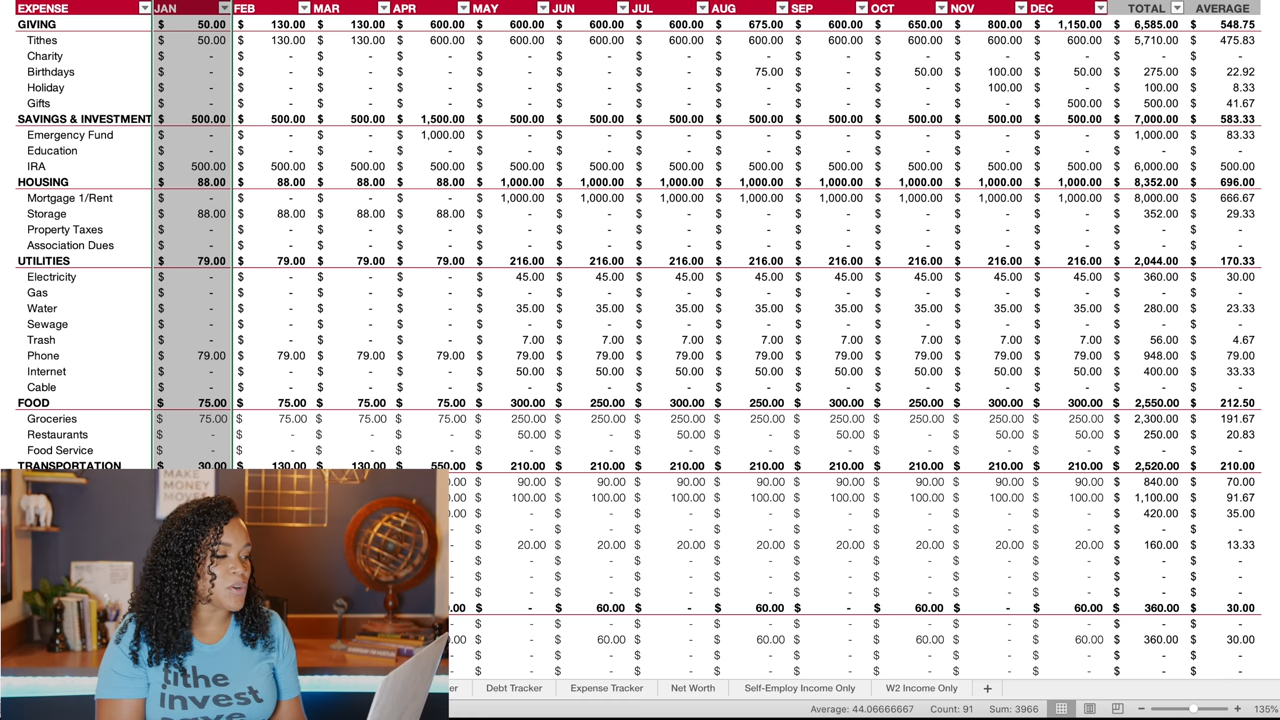 EXPENSE JAN FEB MAR APR MAY JUN JUL AUG SEP OCT NOV DEC TOTAL AVERAGE
GIVING $ 50.00 $ 130.00 $ 130.00 $ 600.00 $ 600.00 $ 600.00 $ 600.00 $ 675.00 $ 600.00 $ 650.00 $ 800.00 $ 1,150.00 $ 6,585.00 $ 548.75
Tithes $ 50.00 $ 130.00 $ 130.00 $ 600.00 $ 600.00 $ 600.00 $ 600.00 $ 600.00 $ 600.00 $ 600.00 $ 600.00 $ 600.00 $ 5,710.00 $ 475.83
Charity $ - $ - $ - $ - $ - $ - $ - $ - $ - $ - $ - $ - $ - $ -
Birthdays $ - $ - $ - $ - $ - $ - $ - $ 75.00 $ - $ 50.00 $ 100.00 $ 50.00 $ 275.00 $ 22.92
Holiday $ - $ - $ - $ - $ - $ - $ - $ - $ - $ - $ 100.00 $ - $ 100.00 $ 8.33
Gifts $ - $ - $ - $ - $ - $ - $ - $ - $ - $ - $ - $ 500.00 $ 500.00 $ 41.67
SAVINGS & INVESTMENT $ 500.00 $ 500.00 $ 500.00 $ 1,500.00 $ 500.00 $ 500.00 $ 500.00 $ 500.00 $ 500.00 $ 500.00 $ 500.00 $ 500.00 $ 7,000.00 $ 583.33
Emergency Fund $ - $ - $ - $ 1,000.00 $ - $ - $ - $ - $ - $ - $ - $ - $ 1,000.00 $ 83.33
Education $ - $ - $ - $ - $ - $ - $ - $ - $ - $ - $ - $ - $ - $ -
IRA $ 500.00 $ 500.00 $ 500.00 $ 500.00 $ 500.00 $ 500.00 $ 500.00 $ 500.00 $ 500.00 $ 500.00 $ 500.00 $ 500.00 $ 6,000.00 $ 500.00
HOUSING $ 88.00 $ 88.00 $ 88.00 $ 88.00 $ 1,000.00 $ 1,000.00 $ 1,000.00 $ 1,000.00 $ 1,000.00 $ 1,000.00 $ 1,000.00 $ 1,000.00 $ 8,352.00 $ 696.00
Mortgage 1/Rent $ - $ - $ - $ - $ 1,000.00 $ 1,000.00 $ 1,000.00 $ 1,000.00 $ 1,000.00 $ 1,000.00 $ 1,000.00 $ 1,000.00 $ 8,000.00 $ 666.67
Storage $ 88.00 $ 88.00 $ 88.00 $ 88.00 $ - $ - $ - $ - $ - $ - $ - $ - $ 352.00 $ 29.33
Property Taxes $ - $ - $ - $ - $ - $ - $ - $ - $ - $ - $ - $ - $ - $ -
Association Dues $ - $ - $ - $ - $ - $ - $ - $ - $ - $ - $ - $ - $ - $ -
UTILITIES $ 79.00 $ 79.00 $ 79.00 $ 79.00 $ 216.00 $ 216.00 $ 216.00 $ 216.00 $ 216.00 $ 216.00 $ 216.00 $ 216.00 $ 2,044.00 $ 170.33
Electricity $ - $ - $ - $ - $ 45.00 $ 45.00 $ 45.00 $ 45.00 $ 45.00 $ 45.00 $ 45.00 $ 45.00 $ 360.00 $ 30.00
Gas $ - $ - $ - $ - $ - $ - $ - $ - $ - $ - $ - $ - $ - $ -
Water $ - $ - $ - $ - $ 35.00 $ 35.00 $ 35.00 $ 35.00 $ 35.00 $ 35.00 $ 35.00 $ 35.00 $ 280.00 $ 23.33
Sewage $ - $ - $ - $ - $ - $ - $ - $ - $ - $ - $ - $ - $ - $ -
Trash $ - $ - $ - $ - $ 7.00 $ 7.00 $ 7.00 $ 7.00 $ 7.00 $ 7.00 $ 7.00 $ 7.00 $ 56.00 $ 4.67
Phone $ 79.00 $ 79.00 $ 79.00 $ 79.00 $ 79.00 $ 79.00 $ 79.00 $ 79.00 $ 79.00 $ 79.00 $ 79.00 $ 79.00 $ 948.00 $ 79.00
Internet $ - $ - $ - $ - $ 50.00 $ 50.00 $ 50.00 $ 50.00 $ 50.00 $ 50.00 $ 50.00 $ 50.00 $ 400.00 $ 33.33
Cable $ - $ - $ - $ - $ - $ - $ - $ - $ - $ - $ - $ - $ - $ -
FOOD $ 75.00 $ 75.00 $ 75.00 $ 75.00 $ 300.00 $ 250.00 $ 300.00 $ 250.00 $ 300.00 $ 250.00 $ 300.00 $ 300.00 $ 2,550.00 $ 212.50
Groceries $ 75.00 $ 75.00 $ 75.00 $ 75.00 $ 250.00 $ 250.00 $ 250.00 $ 250.00 $ 250.00 $ 250.00 $ 250.00 $ 250.00 $ 2,300.00 $ 191.67
Restaurants $ - $ - $ - $ - $ 50.00 $ - $ 50.00 $ - $ 50.00 $ - $ 50.00 $ 50.00 $ 250.00 $ 20.83
Food Service $ - $ - $ - $ - $ - $ - $ - $ - $ - $ - $ - $ - $ - $ -
TRANSPORTATION $ 30.00 $ 130.00 $ 130.00 $ 550.00 $ 210.00 $ 210.00 $ 210.00 $ 210.00 $ 210.00 $ 210.00 $ 210.00 $ 210.00 $ 2,520.00 $ 210.00
.00 $ 90.00 $ 90.00 $ 90.00 $ 90.00 $ 90.00 $ 90.00 $ 90.00 $ 90.00 $ 840.00 $ 70.00
.00 $ 100.00 $ 100.00 $ 100.00 $ 100.00 $ 100.00 $ 100.00 $ 100.00 $ 100.00 $ 1,100.00 $ 91.67
.00 $ - $ - $ - $ - $ - $ - $ - $ - $ 420.00 $ 35.00
- $ - $ - $ - $ - $ - $ - $ - $ - $ - $ -
- $ 20.00 $ 20.00 $ 20.00 $ 20.00 $ 20.00 $ 20.00 $ 20.00 $ 20.00 $ 160.00 $ 13.33
- $ - $ - $ - $ - $ - $ - $ - $ - $ - $ -
- $ - $ - $ - $ - $ - $ - $ - $ - $ - $ -
- $ - $ - $ - $ - $ - $ - $ - $ - $ - $ -
.00 $ - $ 60.00 $ - $ 60.00 $ - $ 60.00 $ - $ 60.00 $ 360.00 $ 30.00
- $ - $ - $ - $ - $ - $ - $ - $ - $ - $ -
.00 $ - $ 60.00 $ - $ 60.00 $ - $ 60.00 $ - $ 60.00 $ 360.00 $ 30.00
- $ - $ - $ - $ - $ - $ - $ - $ - $ - $ -
- $ - $ - $ - $ - $ - $ - $ - $ - $ - $ -
MAKE
MONEY
MOVES
tithe
invest
save
er Debt Tracker Expense Tracker Net Worth Self-Employ Income Only W2 Income Only +
Average: 44.06666667 Count: 91 Sum: 3966 − + 135%